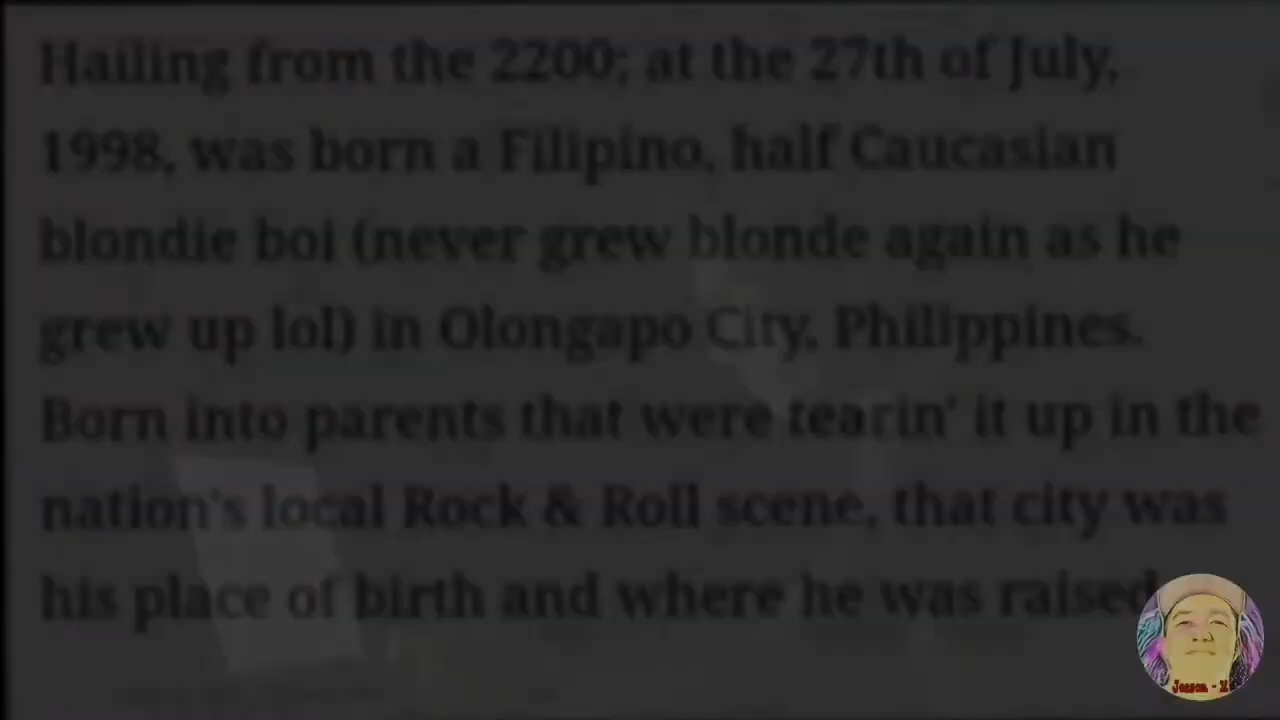 Hailing from the 2200; at the 27th of July,
1998, was born a Filipino, half Caucasian
blondie boi (never grew blonde again as he
grew up lol) in Olongapo City, Philippines.
Born into parents that were tearin' it up in the
nation's local Rock & Roll scene, that city was
his place of birth and where he was raised